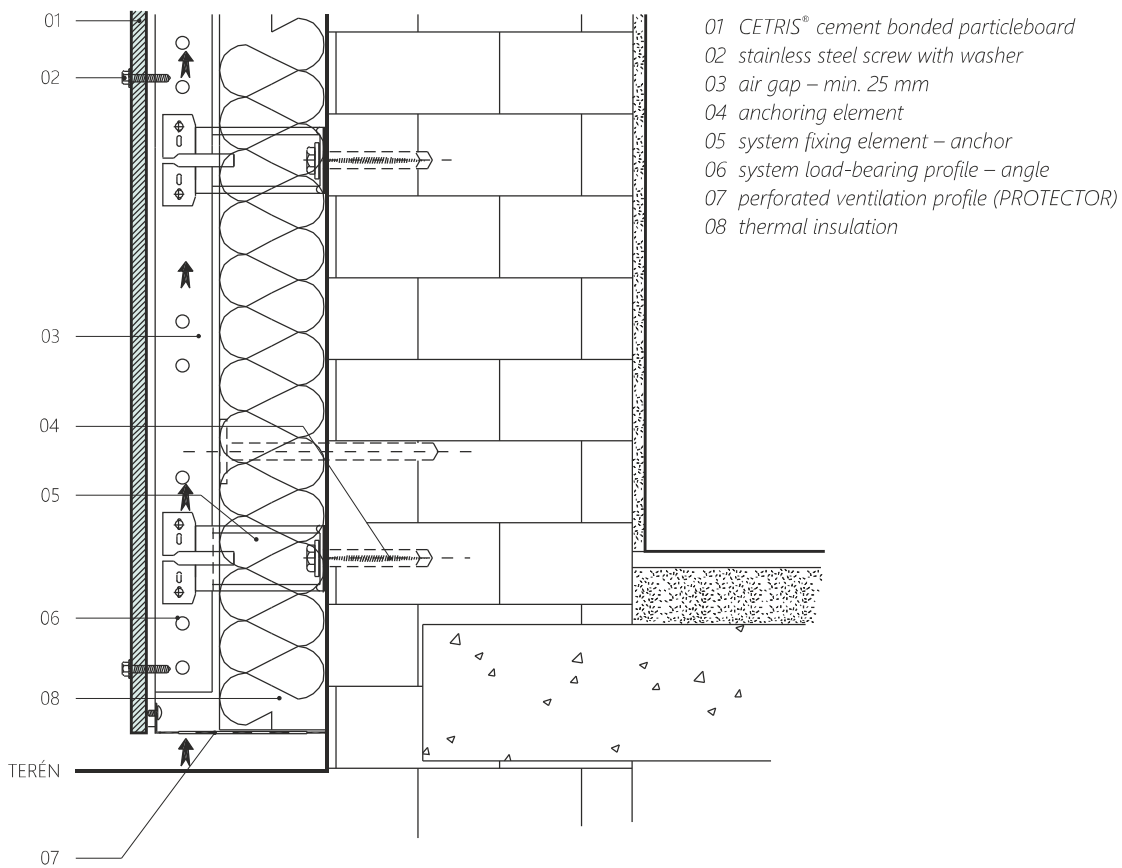 01 CETRIS® cement bonded particleboard
02 stainless steel screw with washer
03 air gap – min. 25 mm
04 anchoring element
05 system fixing element – anchor
06 system load-bearing profile – angle
07 perforated ventilation profile (PROTECTOR)
08 thermal insulation
01
02
03
04
05
06
08
TERÉN
07